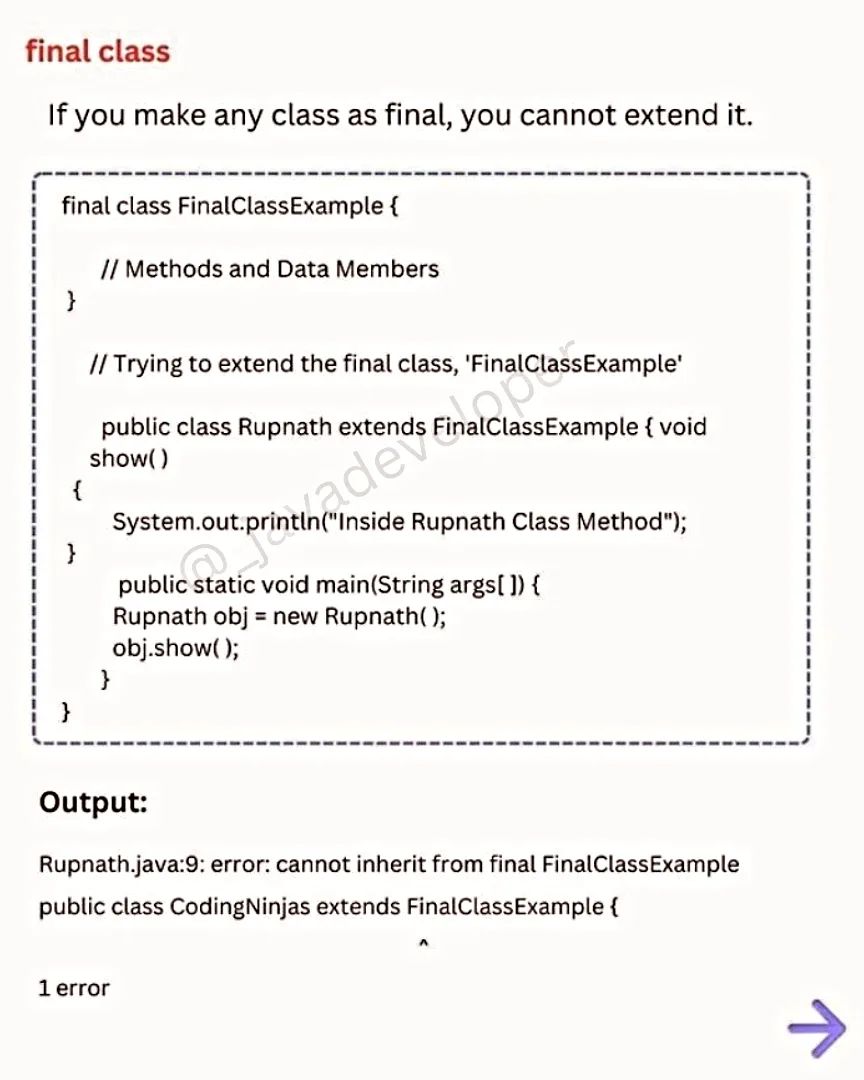 final class
If you make any class as final, you cannot extend it.
final class FinalClassExample {
// Methods and Data Members
}
// Trying to extend the final class, 'FinalClassExample'
public class Rupnath extends FinalClassExample { void
show( )
{
System.out.println("Inside Rupnath Class Method");
}
public static void main(String args[ ]) {
Rupnath obj = new Rupnath( );
obj.show( );
}
}
@_javadeveloper
Output:
Rupnath.java:9: error: cannot inherit from final FinalClassExample
public class CodingNinjas extends FinalClassExample {
^
1 error